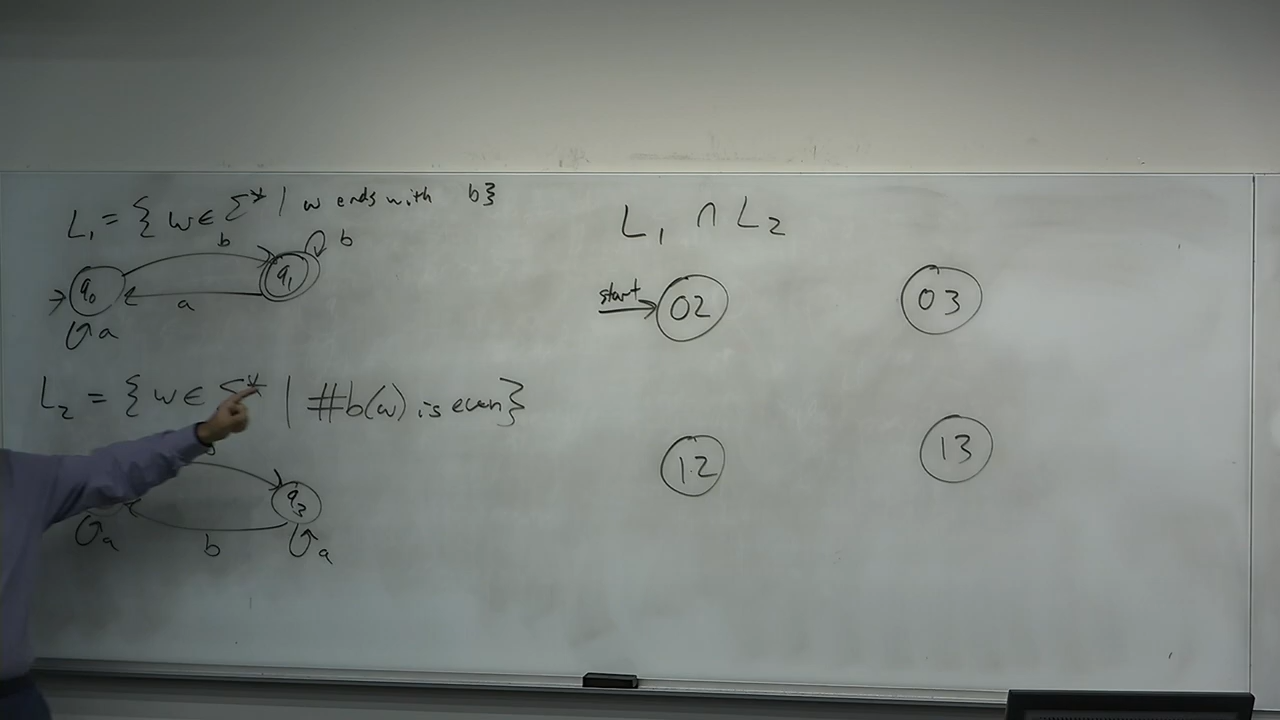 L₁ = { w ∈ Σ* | w ends with b}
b
b
q₀
q₁
a
a
L₂ = { w ∈ Σ* | #b(w) is even}
q₃
a
b
a
L₁ ∩ L₂
start
02
03
12
13